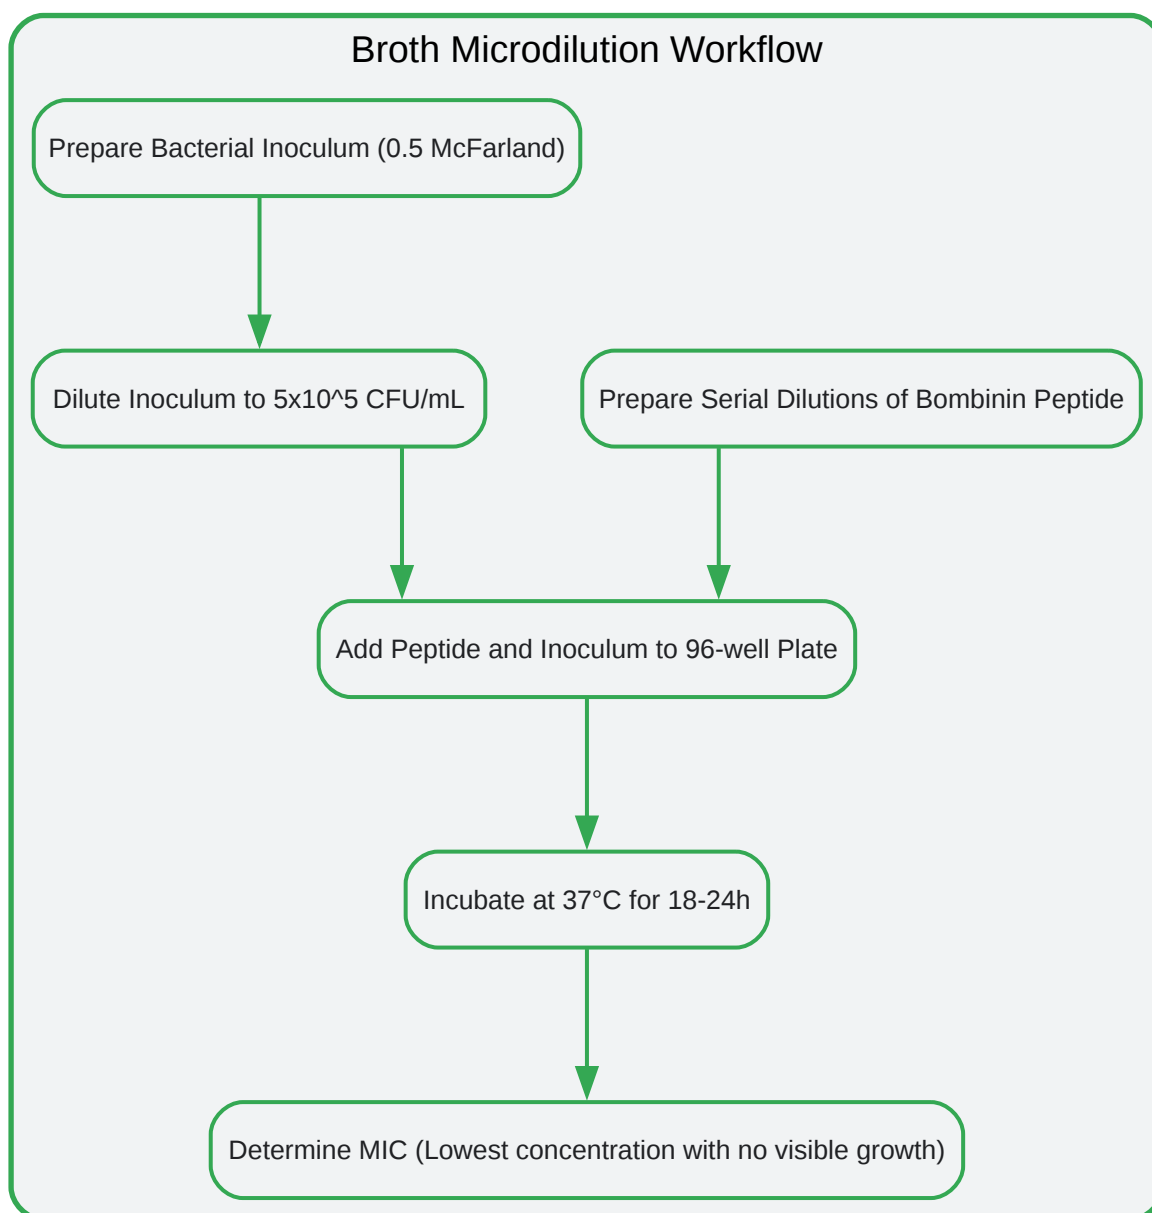 Broth Microdilution Workflow
Prepare Bacterial Inoculum (0.5 McFarland)
Dilute Inoculum to 5x10^5 CFU/mL
Prepare Serial Dilutions of Bombinin Peptide
Add Peptide and Inoculum to 96-well Plate
Incubate at 37°C for 18-24h
Determine MIC (Lowest concentration with no visible growth)